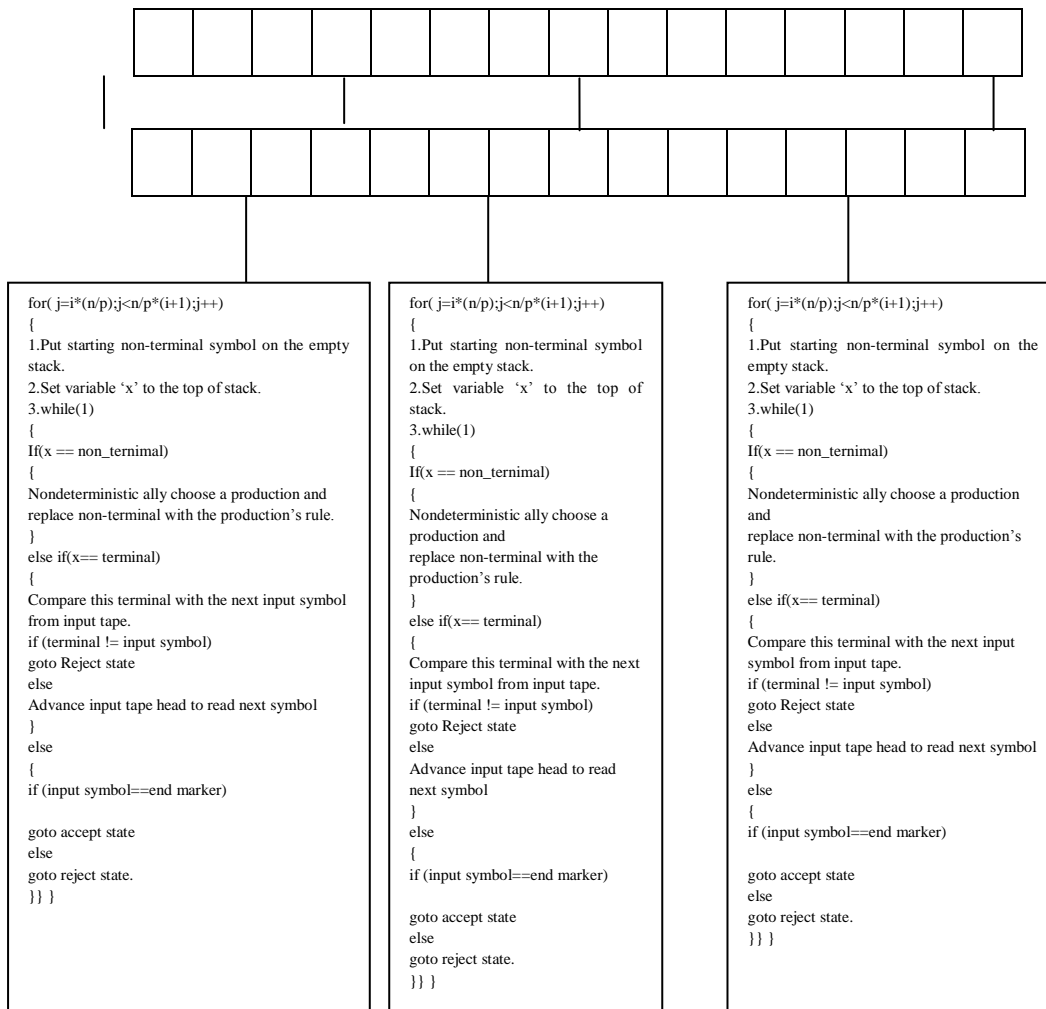 for( j=i*(n/p);j<n/p*(i+1);j++)
{
1.Put starting non-terminal symbol on the empty
stack.
2.Set variable ‘x’ to the top of stack.
3.while(1)
{
If(x == non_ternimal)
{
Nondeterministic ally choose a production and
replace non-terminal with the production’s rule.
}
else if(x== terminal)
{
Compare this terminal with the next input symbol
from input tape.
if (terminal != input symbol)
goto Reject state
else
Advance input tape head to read next symbol
}
else
{
if (input symbol==end marker)
goto accept state
else
goto reject state.
}} }
for( j=i*(n/p);j<n/p*(i+1);j++)
{
1.Put starting non-terminal symbol
on the empty stack.
2.Set variable ‘x’ to the top of
stack.
3.while(1)
{
If(x == non_ternimal)
{
Nondeterministic ally choose a
production and
replace non-terminal with the
production’s rule.
}
else if(x== terminal)
{
Compare this terminal with the next
input symbol from input tape.
if (terminal != input symbol)
goto Reject state
else
Advance input tape head to read
next symbol
}
else
{
if (input symbol==end marker)
goto accept state
else
goto reject state.
}} }
for( j=i*(n/p);j<n/p*(i+1);j++)
{
1.Put starting non-terminal symbol on the
empty stack.
2.Set variable ‘x’ to the top of stack.
3.while(1)
{
If(x == non_ternimal)
{
Nondeterministic ally choose a production
and
replace non-terminal with the production’s
rule.
}
else if(x== terminal)
{
Compare this terminal with the next input
symbol from input tape.
if (terminal != input symbol)
goto Reject state
else
Advance input tape head to read next symbol
}
else
{
if (input symbol==end marker)
goto accept state
else
goto reject state.
}} }